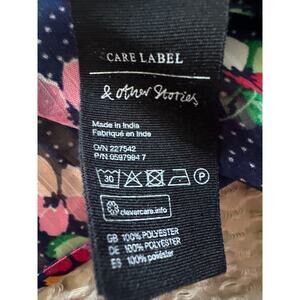 CARE LABEL
& Other Stories
Made in India
Fabriqué en Inde
O/N 227542
P/N 0597994 7
30 P
clevercare.info
GB 100% POLYESTER
DE 100% POLYESTER
ES 100% poliéster